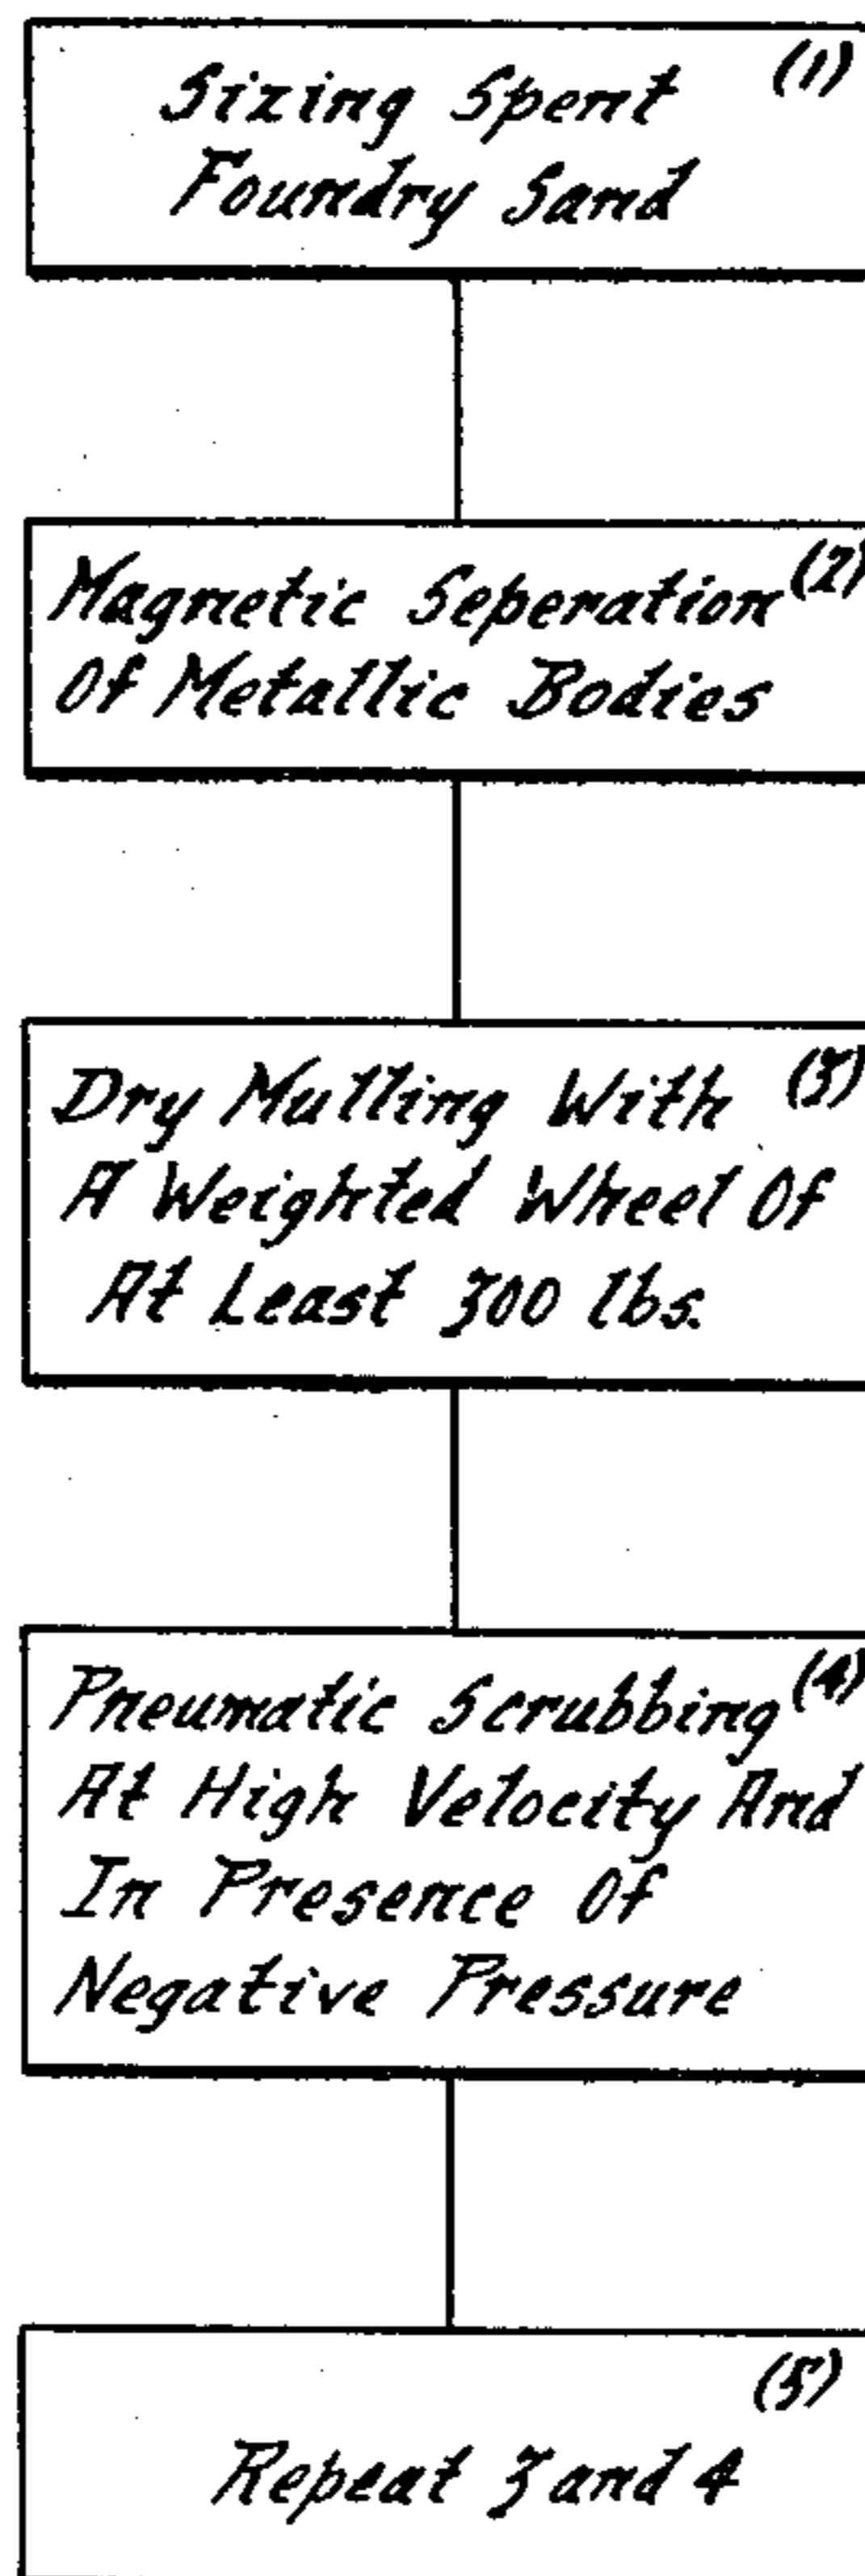 Sizing Spent (1)
Foundry Sand
Magnetic Seperation (2)
Of Metallic Bodies
Dry Mulling With (3)
A Weighted Wheel Of
At Least 300 lbs.
Pneumatic Scrubbing (4)
At High Velocity And
In Presence Of
Negative Pressure
(5)
Repeat 3 and 4